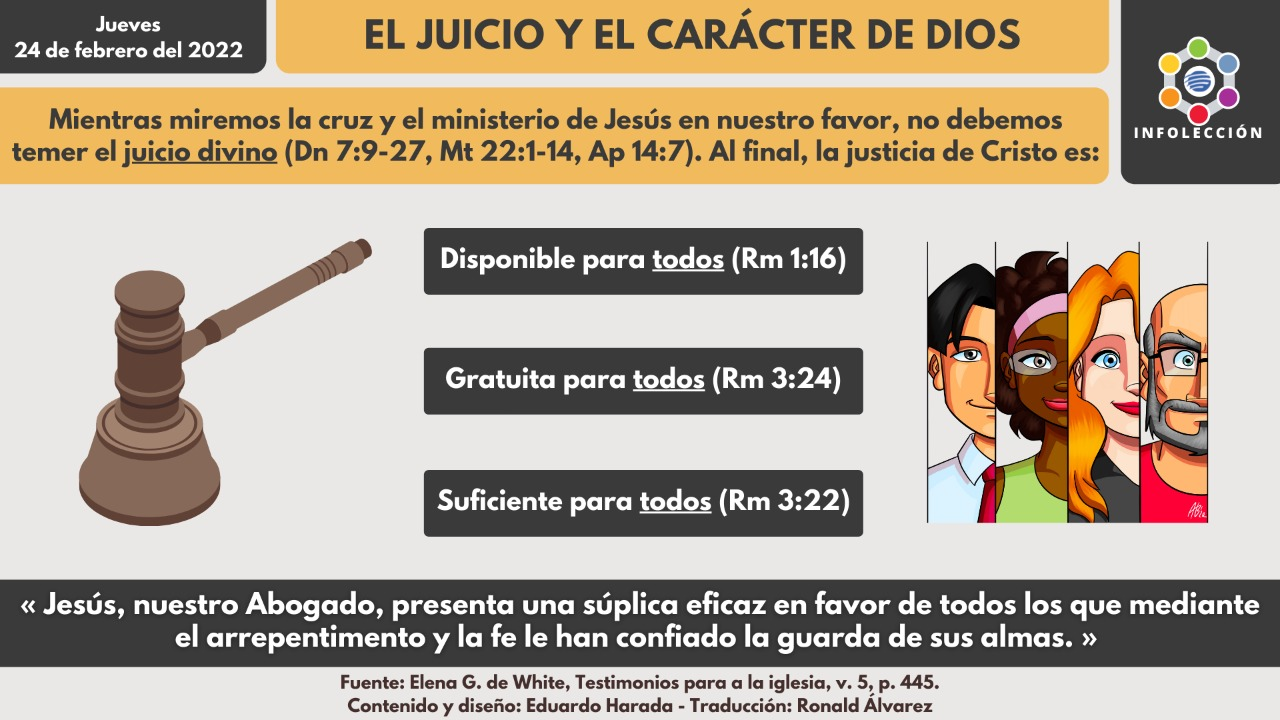 Jueves
24 de febrero del 2022
EL JUICIO Y EL CARÁCTER DE DIOS
INFOLECCIÓN
Mientras miremos la cruz y el ministerio de Jesús en nuestro favor, no debemos
temer el juicio divino (Dn 7:9-27, Mt 22:1-14, Ap 14:7). Al final, la justicia de Cristo es:
Disponible para todos (Rm 1:16)
Gratuita para todos (Rm 3:24)
Suficiente para todos (Rm 3:22)
« Jesús, nuestro Abogado, presenta una súplica eficaz en favor de todos los que mediante
el arrepentimiento y la fe le han confiado la guarda de sus almas. »
Fuente: Elena G. de White, Testimonios para a la iglesia, v. 5, p. 445.
Contenido y diseño: Eduardo Harada - Traducción: Ronald Álvarez